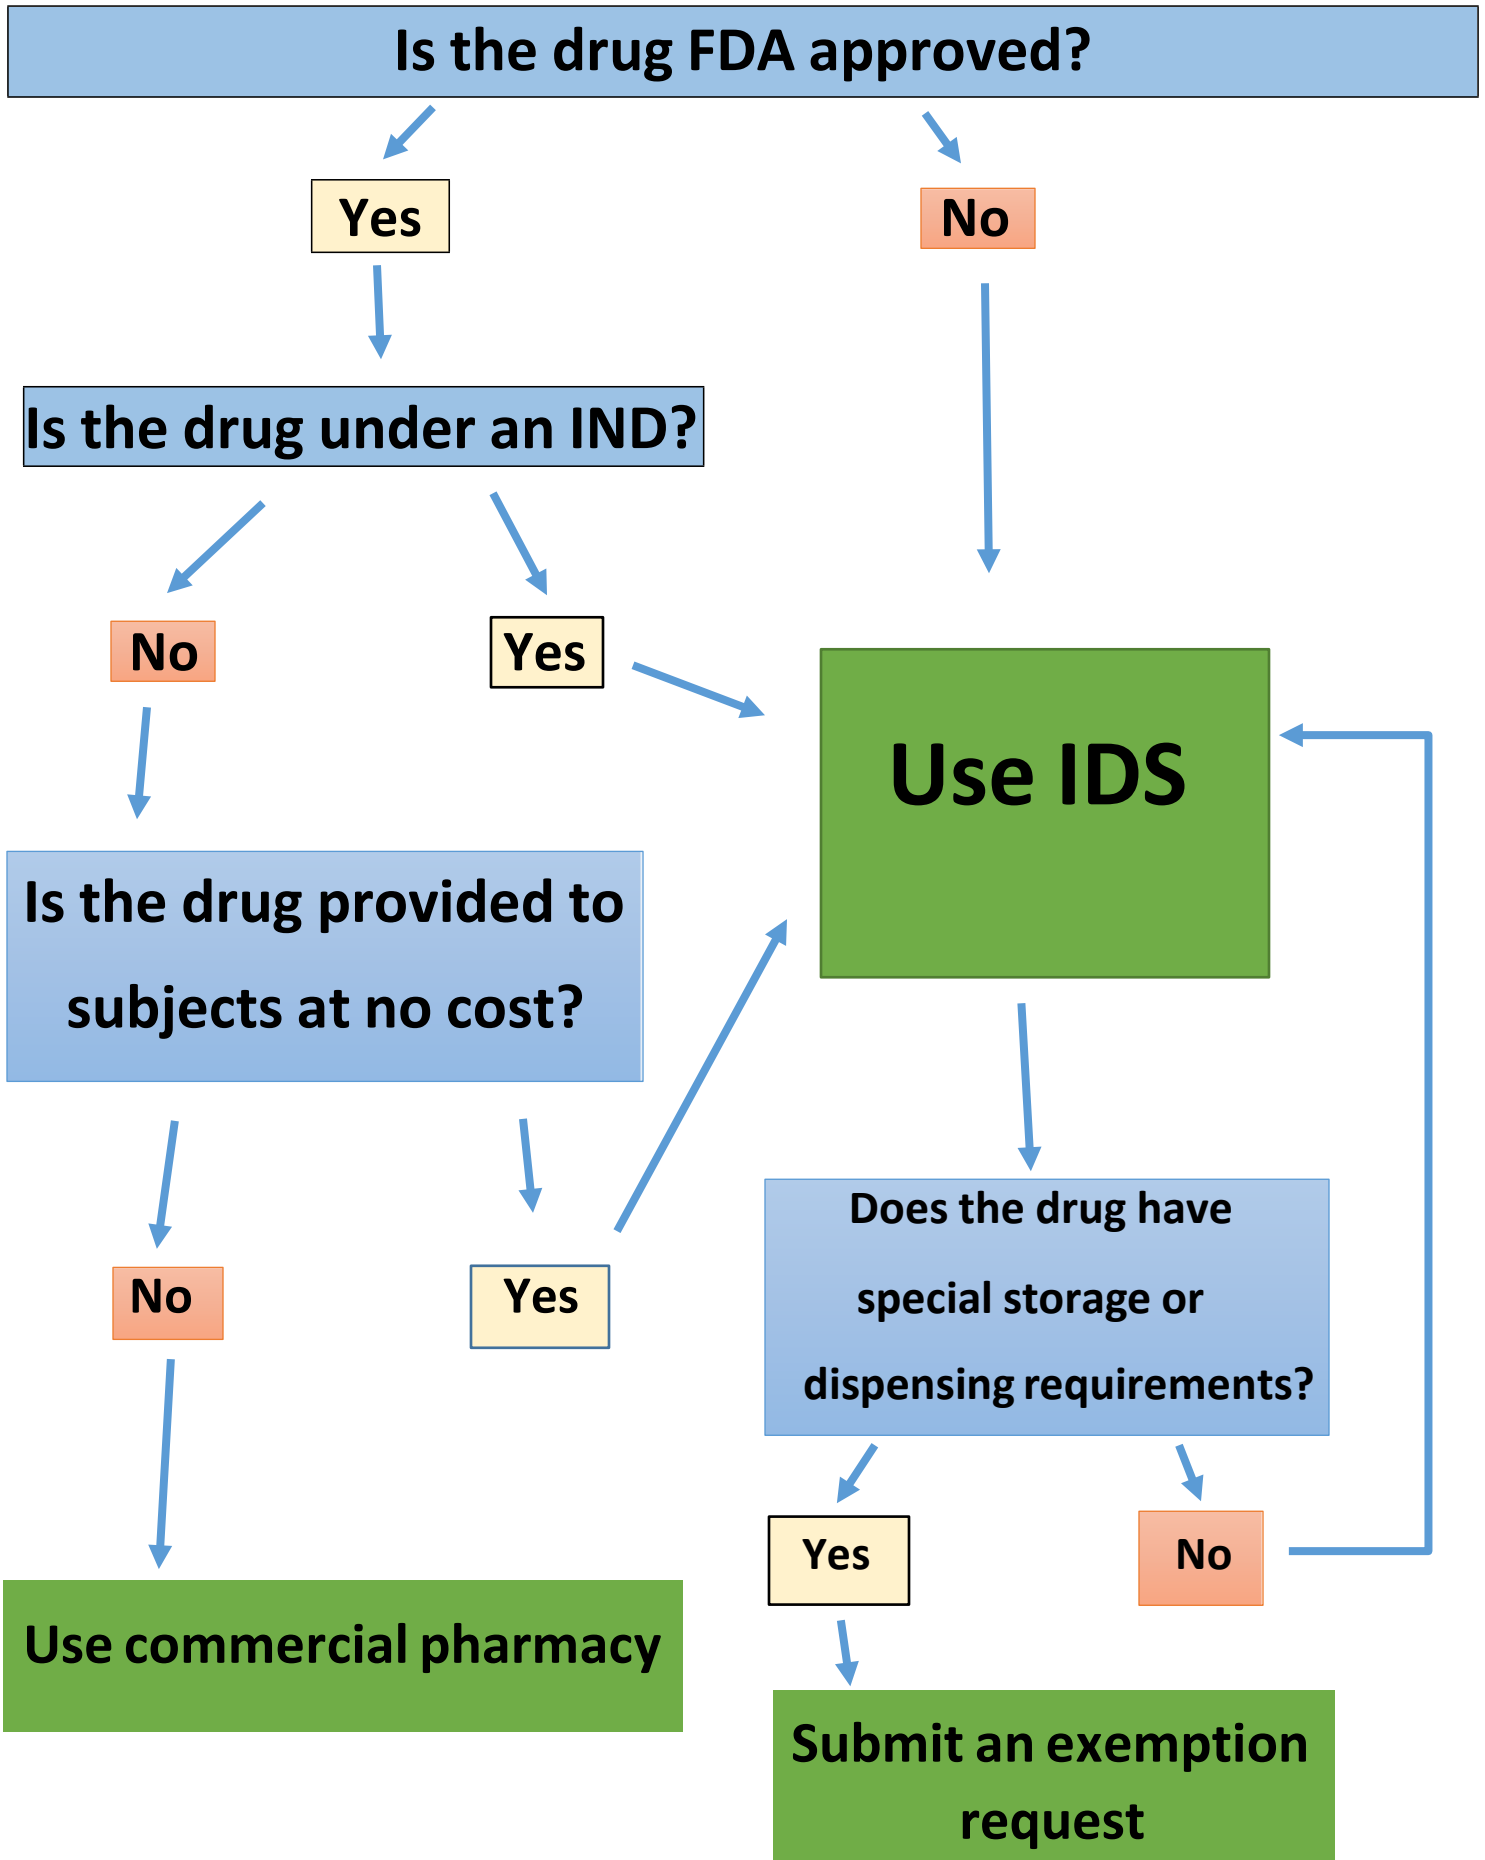 Is the drug FDA approved?
Yes
No
Is the drug under an IND?
No
Yes
Use IDS
Is the drug provided to
subjects at no cost?
No
Yes
Does the drug have
special storage or
dispensing requirements?
Yes
No
Use commercial pharmacy
Submit an exemption
request